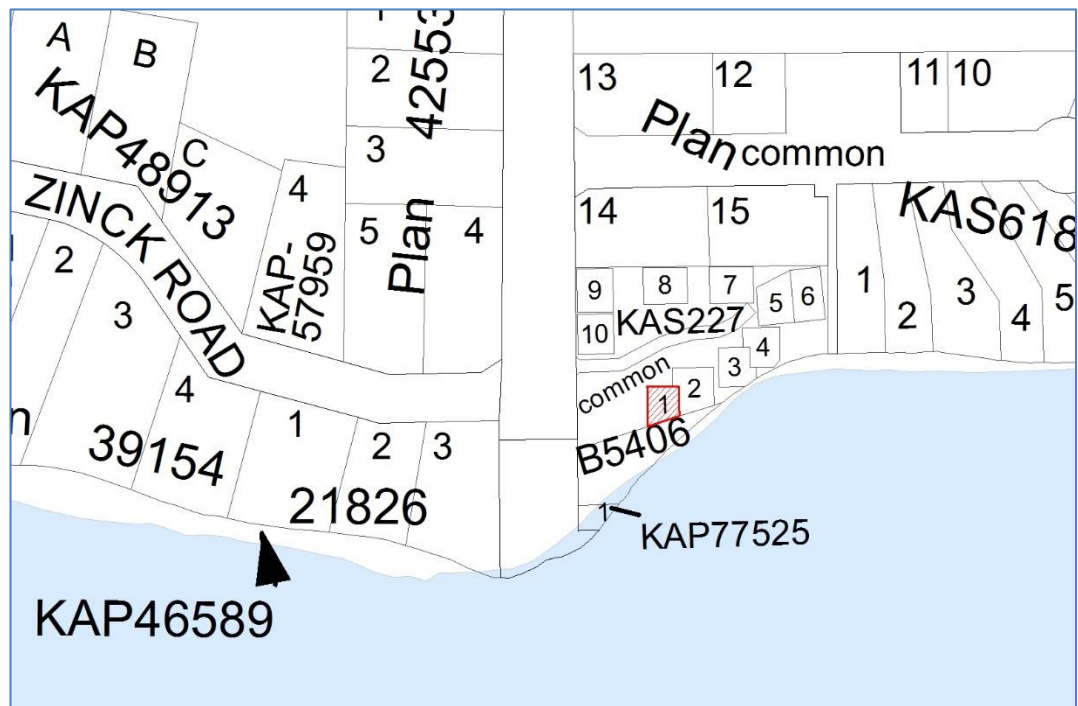 A
B
KAP48913
C
4
KAP-
57959
ZINCK ROAD
2
3
4
39154
1
2
3
21826
KAP46589
2
3
5
4
Plan 42553
13
12
11
10
Plan common
14
15
KAS618
1
2
3
4
5
9
8
7
5
6
10
KAS227
4
3
common
2
1
B5406
1
KAP77525